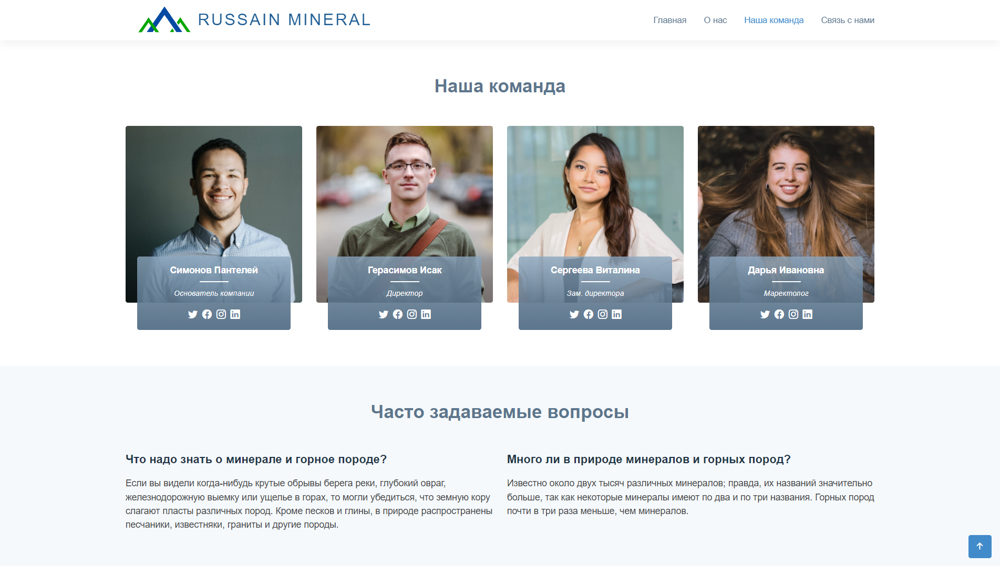 RUSSAIN MINERAL
Главная О нас Наша команда Связь с нами
Наша команда
Симонов Пантелей
Основатель компании
Герасимов Исак
Директор
Сергеева Виталина
Зам. директора
Дарья Ивановна
Маректолог
Часто задаваемые вопросы
Что надо знать о минерале и горное породе?
Если вы видели когда-нибудь крутые обрывы берега реки, глубокий овраг,
железнодорожную выемку или ущелье в горах, то могли убедиться, что земную кору
слагают пласты различных пород. Кроме песков и глины, в природе распространены
песчаники, известняки, граниты и другие породы.
Много ли в природе минералов и горных пород?
Известно около двух тысяч различных минералов; правда, их названий значительно
больше, так как некоторые минералы имеют по два и по три названия. Горных пород
почти в три раза меньше, чем минералов.